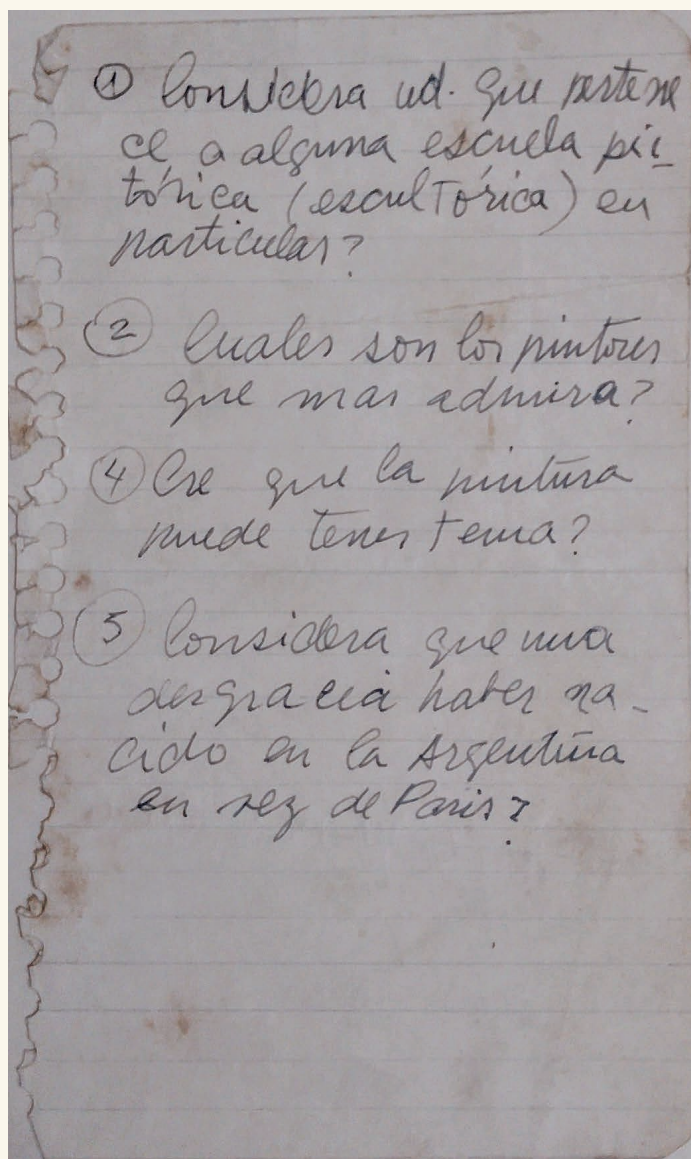 ① Considera ud. que pertene
ce a alguna escuela pic_
tórica (escultórica) en
particular?
② Cuales son los pintores
que mas admira?
④ Cre que la pintura
puede tener tema?
⑤ Considera que una
desgracia haber na_
cido en la Argentina
en vez de Paris?